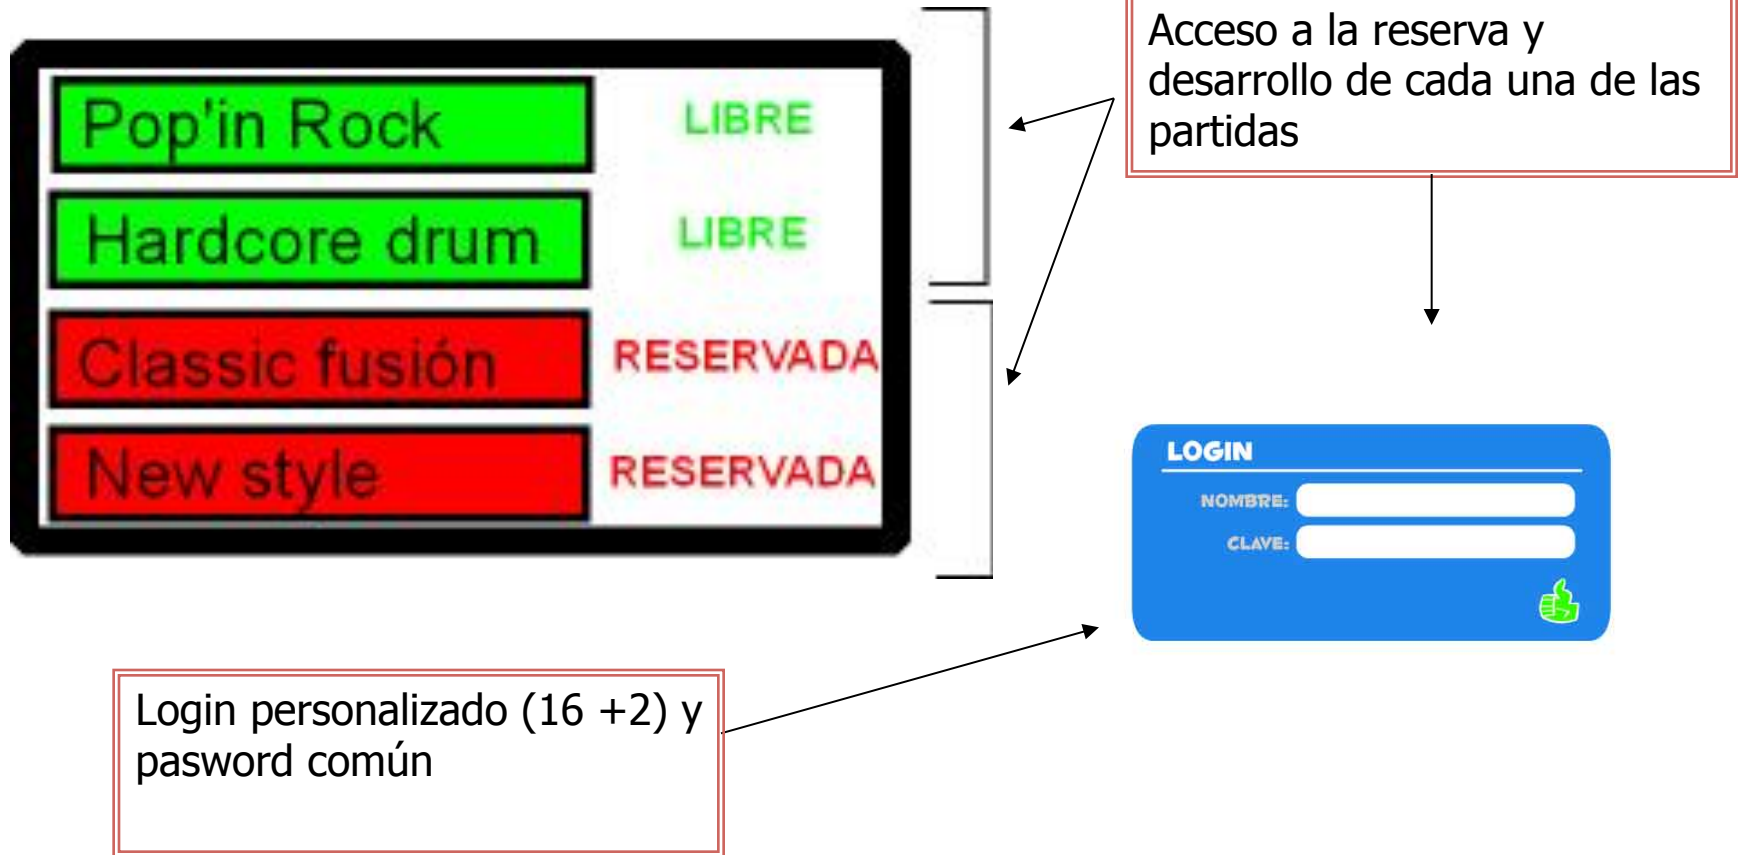 Acceso a la reserva y
desarrollo de cada una de las
partidas
Pop'in Rock LIBRE
Hardcore drum LIBRE
Classic fusión RESERVADA
New style RESERVADA
LOGIN
NOMBRE:
CLAVE:
Login personalizado (16 +2) y
pasword común